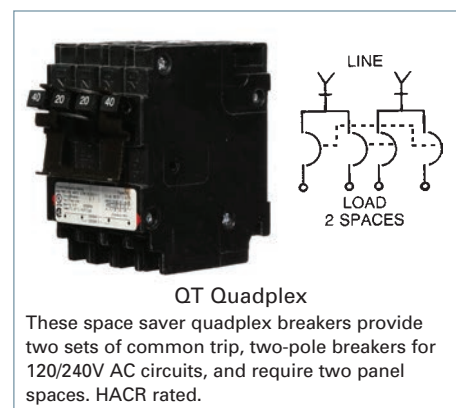 40 20 20 40
LINE
LOAD
2 SPACES
QT Quadplex
These space saver quadplex breakers provide
two sets of common trip, two-pole breakers for
120/240V AC circuits, and require two panel
spaces. HACR rated.